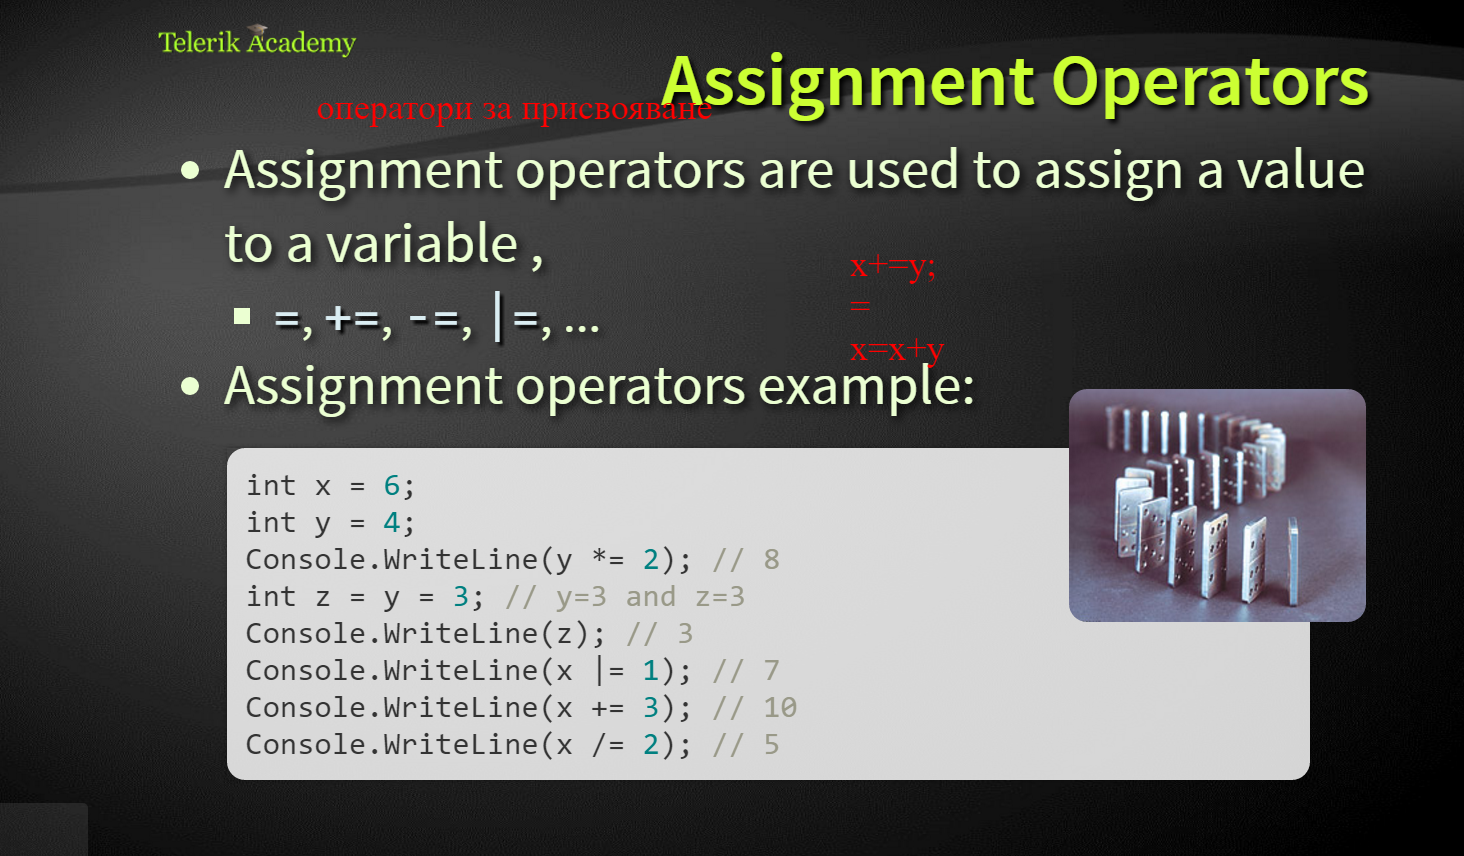 Telerik Academy
Assignment Operators
оператори за присвояване
• Assignment operators are used to assign a value
to a variable ,
▪ =, +=, -=, |=, ...
x+=y;
=
x=x+y
• Assignment operators example:
int x = 6;
int y = 4;
Console.WriteLine(y *= 2); // 8
int z = y = 3; // y=3 and z=3
Console.WriteLine(z); // 3
Console.WriteLine(x |= 1); // 7
Console.WriteLine(x += 3); // 10
Console.WriteLine(x /= 2); // 5